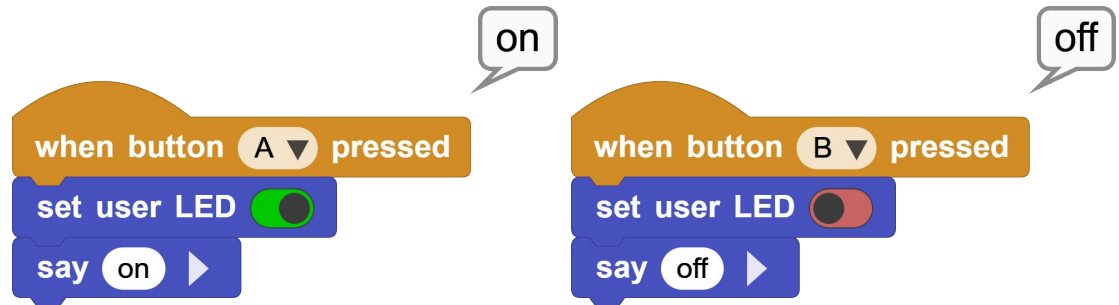 on
when button A pressed
set user LED
say on
off
when button B pressed
set user LED
say off